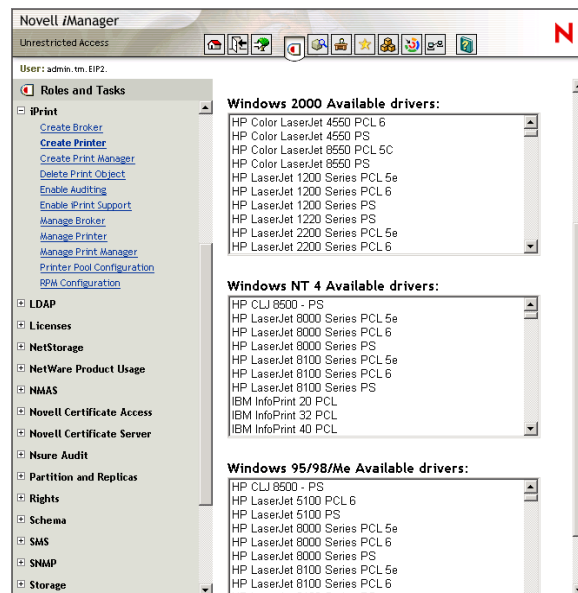 Novell iManager
Unrestricted Access
N
User: admin.tm.EIP2.
Roles and Tasks
iPrint
Create Broker
Create Printer
Create Print Manager
Delete Print Object
Enable Auditing
Enable iPrint Support
Manage Broker
Manage Printer
Manage Print Manager
Printer Pool Configuration
RPM Configuration
LDAP
Licenses
NetStorage
NetWare Product Usage
NMAS
Novell Certificate Access
Novell Certificate Server
Nsure Audit
Partition and Replicas
Rights
Schema
SMS
SNMP
Storage
Windows 2000 Available drivers:
HP Color LaserJet 4550 PCL 6
HP Color LaserJet 4550 PS
HP Color LaserJet 8550 PCL 5C
HP Color LaserJet 8550 PS
HP LaserJet 1200 Series PCL 5e
HP LaserJet 1200 Series PCL 6
HP LaserJet 1200 Series PS
HP LaserJet 1220 Series PS
HP LaserJet 2200 Series PCL 5e
HP LaserJet 2200 Series PCL 6
Windows NT 4 Available drivers:
HP CLJ 8500 - PS
HP LaserJet 8000 Series PCL 5e
HP LaserJet 8000 Series PCL 6
HP LaserJet 8000 Series PS
HP LaserJet 8100 Series PCL 5e
HP LaserJet 8100 Series PCL 6
HP LaserJet 8100 Series PS
IBM InfoPrint 20 PCL
IBM InfoPrint 32 PCL
IBM InfoPrint 40 PCL
Windows 95/98/Me Available drivers:
HP CLJ 8500 - PS
HP LaserJet 5100 PCL 6
HP LaserJet 5100 PS
HP LaserJet 8000 Series PCL 5e
HP LaserJet 8000 Series PCL 6
HP LaserJet 8000 Series PS
HP LaserJet 8100 Series PCL 5e
HP LaserJet 8100 Series PCL 6